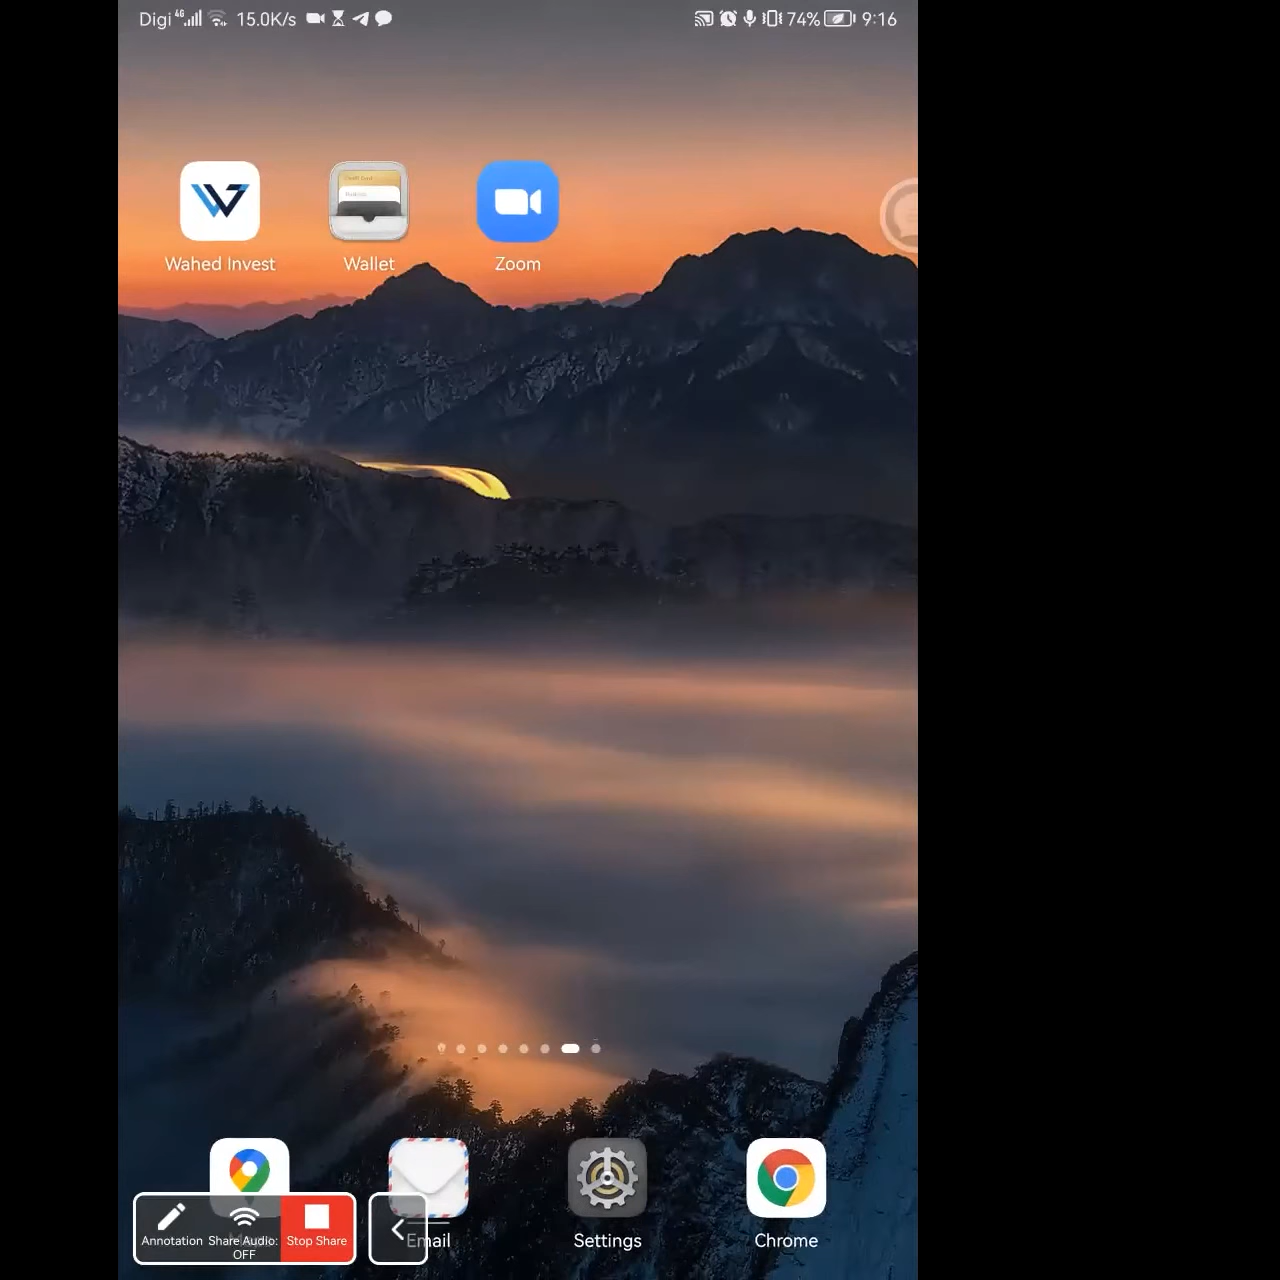 Digi 4G 15.0K/s 74% 9:16
Wahed Invest Wallet Zoom
Annotation Share Audio: OFF Stop Share
Email Settings Chrome